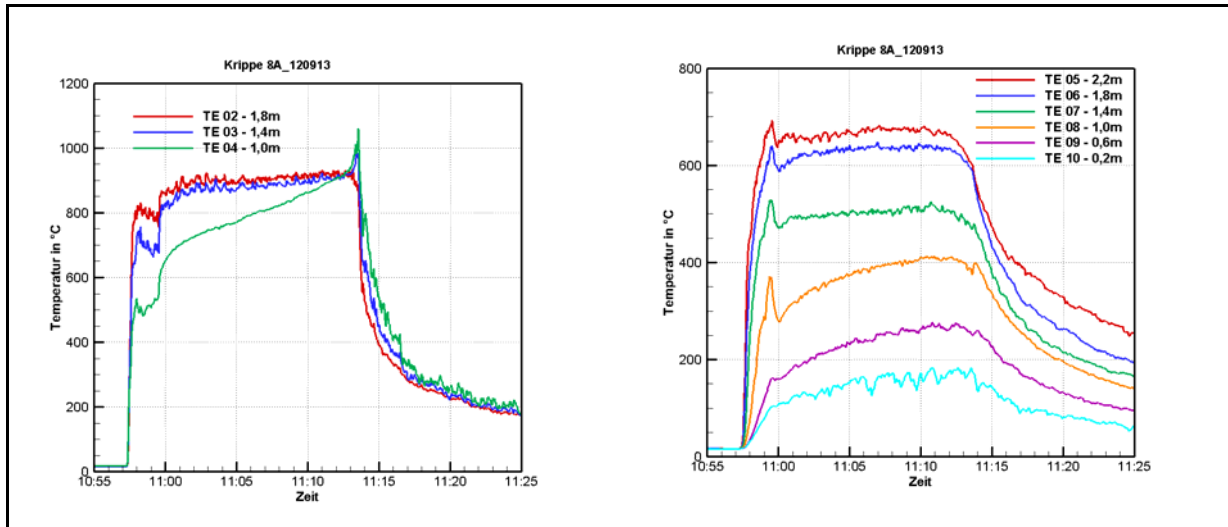 Krippe 8A_120913
1200
1000
800
600
400
200
0
Temperatur in °C
TE 02 - 1,8m
TE 03 - 1,4m
TE 04 - 1,0m
10:55 11:00 11:05 11:10 11:15 11:20 11:25
Zeit
Krippe 8A_120913
800
600
400
200
0
Temperatur in °C
TE 05 - 2,2m
TE 06 - 1,8m
TE 07 - 1,4m
TE 08 - 1,0m
TE 09 - 0,6m
TE 10 - 0,2m
10:55 11:00 11:05 11:10 11:15 11:20 11:25
Zeit